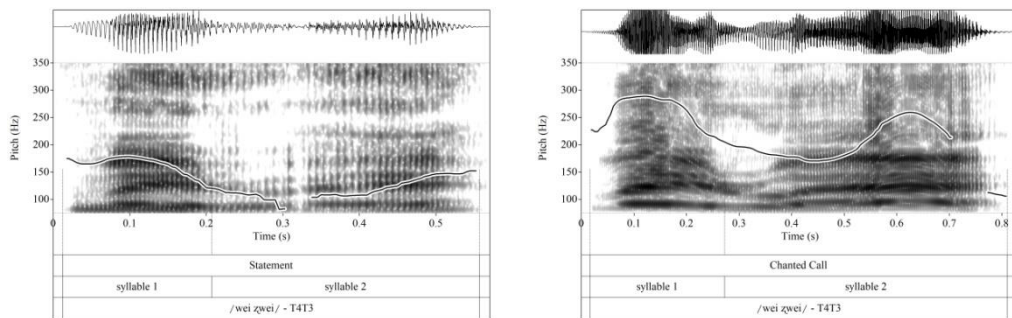 Pitch (Hz)
350
300
250
200
150
100
0
0.1
0.2
0.3
0.4
0.5
Time (s)
Statement
syllable 1
syllable 2
/wei ʐwei/ - T4T3
Pitch (Hz)
350
300
250
200
150
100
0
0.1
0.2
0.3
0.4
0.5
0.6
0.7
0.8
Time (s)
Chanted Call
syllable 1
syllable 2
/wei ʐwei/ - T4T3